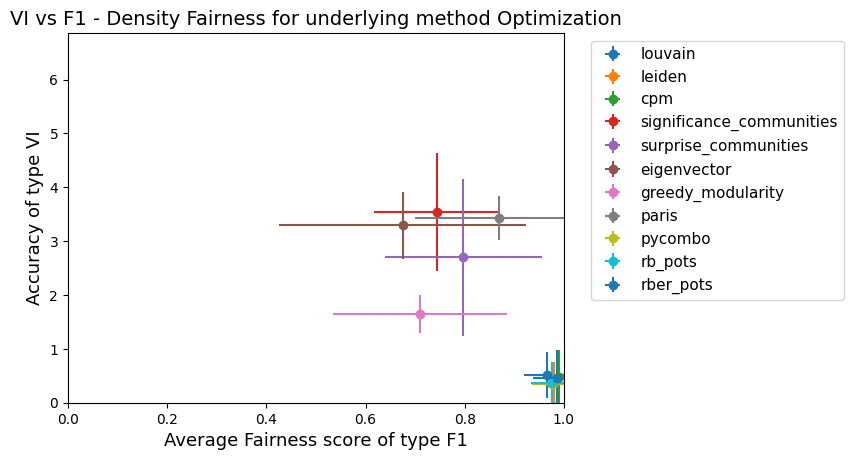 VI vs F1 - Density Fairness for underlying method Optimization
Accuracy of type VI
6
5
4
3
2
1
0
0.0
0.2
0.4
0.6
0.8
1.0
Average Fairness score of type F1
louvain
leiden
cpm
significance_communities
surprise_communities
eigenvector
greedy_modularity
paris
pycombo
rb_pots
rber_pots